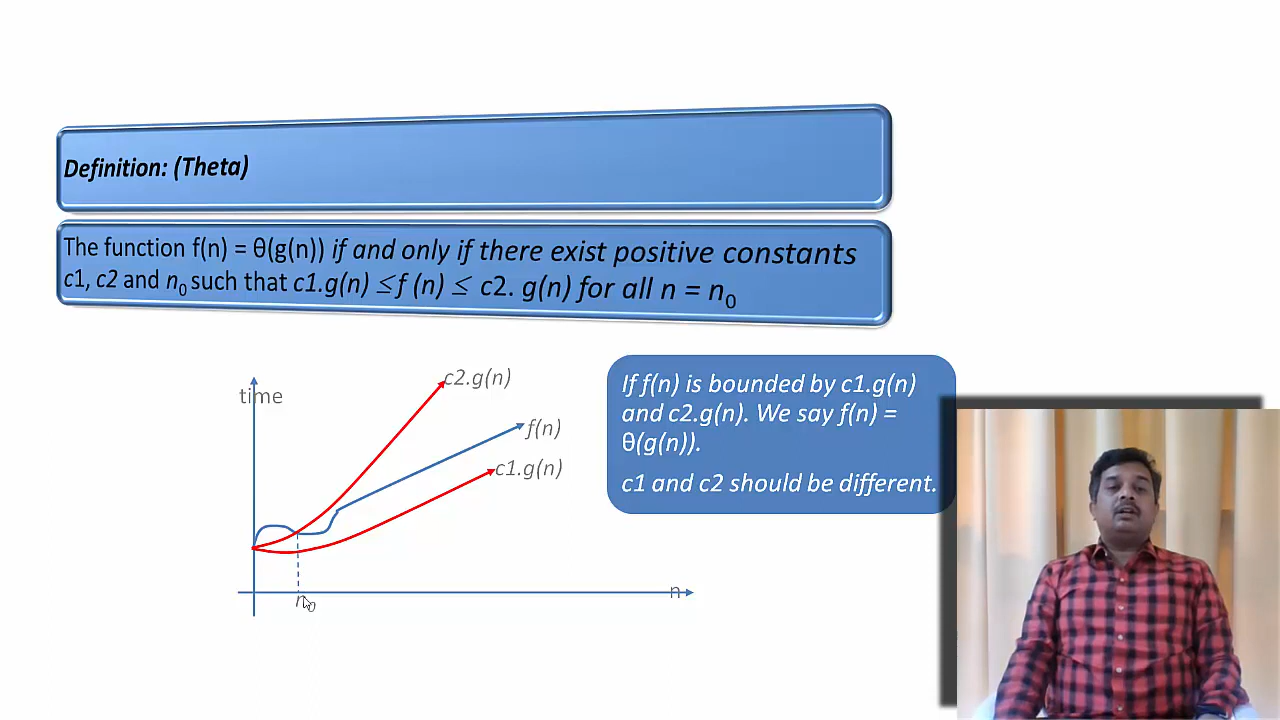 Definition: (Theta)
The function f(n) = θ(g(n)) if and only if there exist positive constants
c1, c2 and n₀ such that c1.g(n) ≤f (n) ≤ c2. g(n) for all n = n₀
time
c2.g(n)
f(n)
c1.g(n)
n
n₀
If f(n) is bounded by c1.g(n)
and c2.g(n). We say f(n) =
θ(g(n)).
c1 and c2 should be different.